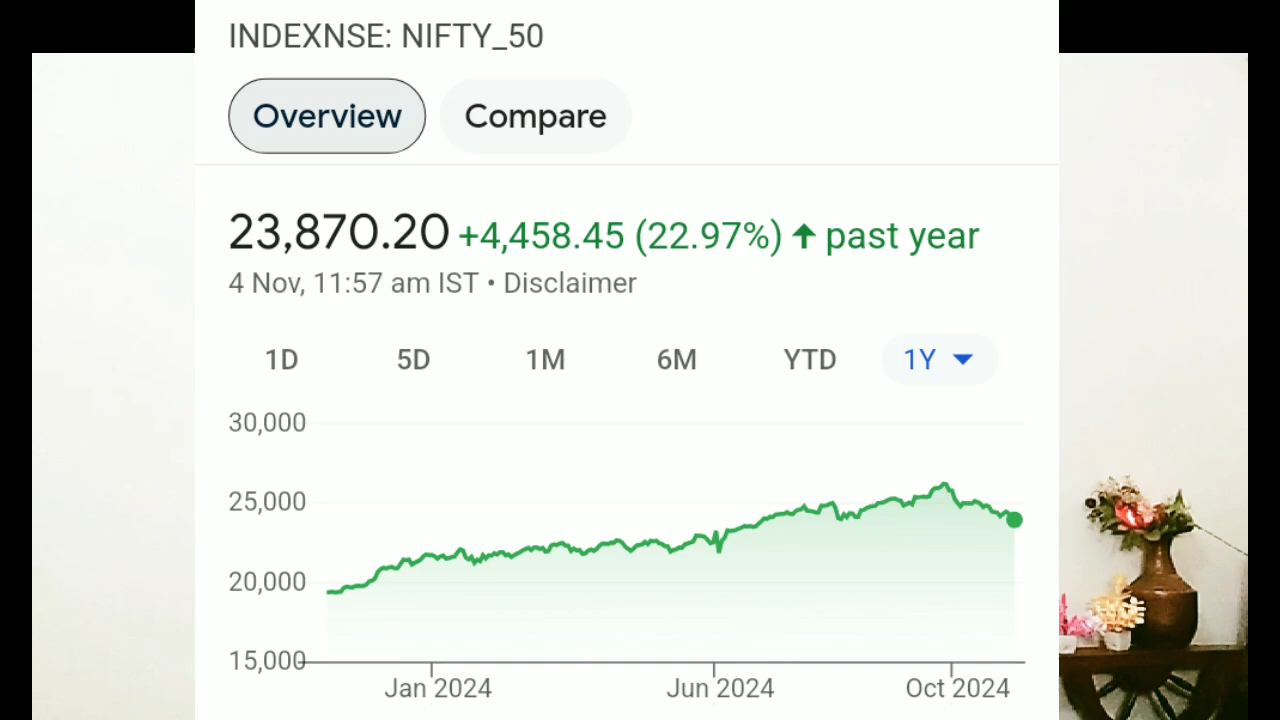 INDEXNSE: NIFTY_50
Overview Compare
23,870.20 +4,458.45 (22.97%) ↑ past year
4 Nov, 11:57 am IST • Disclaimer
1D 5D 1M 6M YTD 1Y
30,000
25,000
20,000
15,000
Jan 2024 Jun 2024 Oct 2024